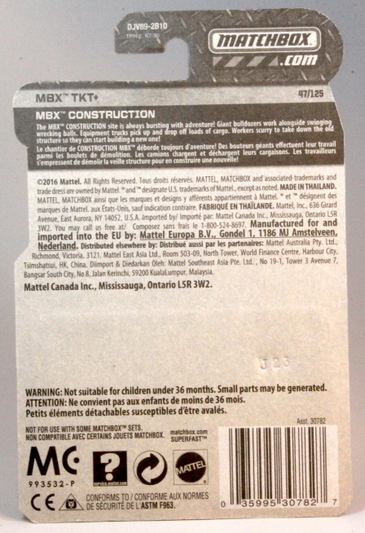 DJV89-2B10
MATCHBOX
.COM
MBX™ TKT+ 47/125
MBX™ CONSTRUCTION
The MBX™ CONSTRUCTION site is always bursting with adventure! Giant bulldozers work alongside swinging
wrecking balls. Equipment trucks pick up and drop off loads of cargo. Workers scurry to take down the old
structure so they can start building a new one!
Le chantier de CONSTRUCTION MBX™ déborde toujours d'aventure! Des bouteurs géants effectuent leur travail
parmi les boulets de démolition. Les camions chargent et déchargent leurs cargaisons. Les travailleurs
s'empressent de démolir la veille structure pour en construire une nouvelle!
©2016 Mattel. All Rights Reserved. Tous droits réservés. MATTEL, MATCHBOX and associated trademarks and
trade dress are owned by Mattel. ® and ™ designate U.S. trademarks of Mattel, except as noted. MADE IN THAILAND.
MATTEL, MATCHBOX ainsi que les marques et designs y afférents appartiennent à Mattel. ® et ™ désignent des
marques de Mattel aux États-Unis, sauf indication contraire. FABRIQUÉ EN THAÏLANDE. Mattel, Inc., 636 Girard
Avenue, East Aurora, NY 14052, U.S.A. Imported by/ Importé par: Mattel Canada Inc., Mississauga, Ontario L5R
3W2. You may call us free at/ Composez sans frais le 1-800-524-8697. Manufactured for and
imported into the EU by: Mattel Europa B.V., Gondel 1, 1186 MJ Amstelveen,
Nederland. Distributed elsewhere by: Distribué aussi par les partenaires: Mattel Australia Pty. Ltd.,
Richmond, Victoria. 3121. Mattel East Asia Ltd., Room 503-09, North Tower, World Finance Centre, Harbour City,
Tsimshatsui, HK, China. Diimport & Diedarkan Oleh: Mattel Southeast Asia Pte. Ltd., No 19-1, Tower 3 Avenue 7,
Bangsar South City, No 8, Jalan Kerinchi, 59200 Kuala Lumpur, Malaysia.
Mattel Canada Inc., Mississauga, Ontario L5R 3W2.
J23
WARNING: Not suitable for children under 36 months. Small parts may be generated.
ATTENTION: Ne convient pas aux enfants de moins de 36 mois.
Petits éléments détachables susceptibles d'être avalés.
NOT FOR USE WITH SOME MATCHBOX SETS.
NON COMPATIBLE AVEC CERTAINS JOUETS MATCHBOX.
matchbox.com
SUPERFAST™
Asst. 30782
MC
993532-P
?
MATTEL
CE
CONFORMS TO / CONFORME AUX NORMES
DE SÉCURITÉ DE L'ASTM F963.
0 35995 30782 7